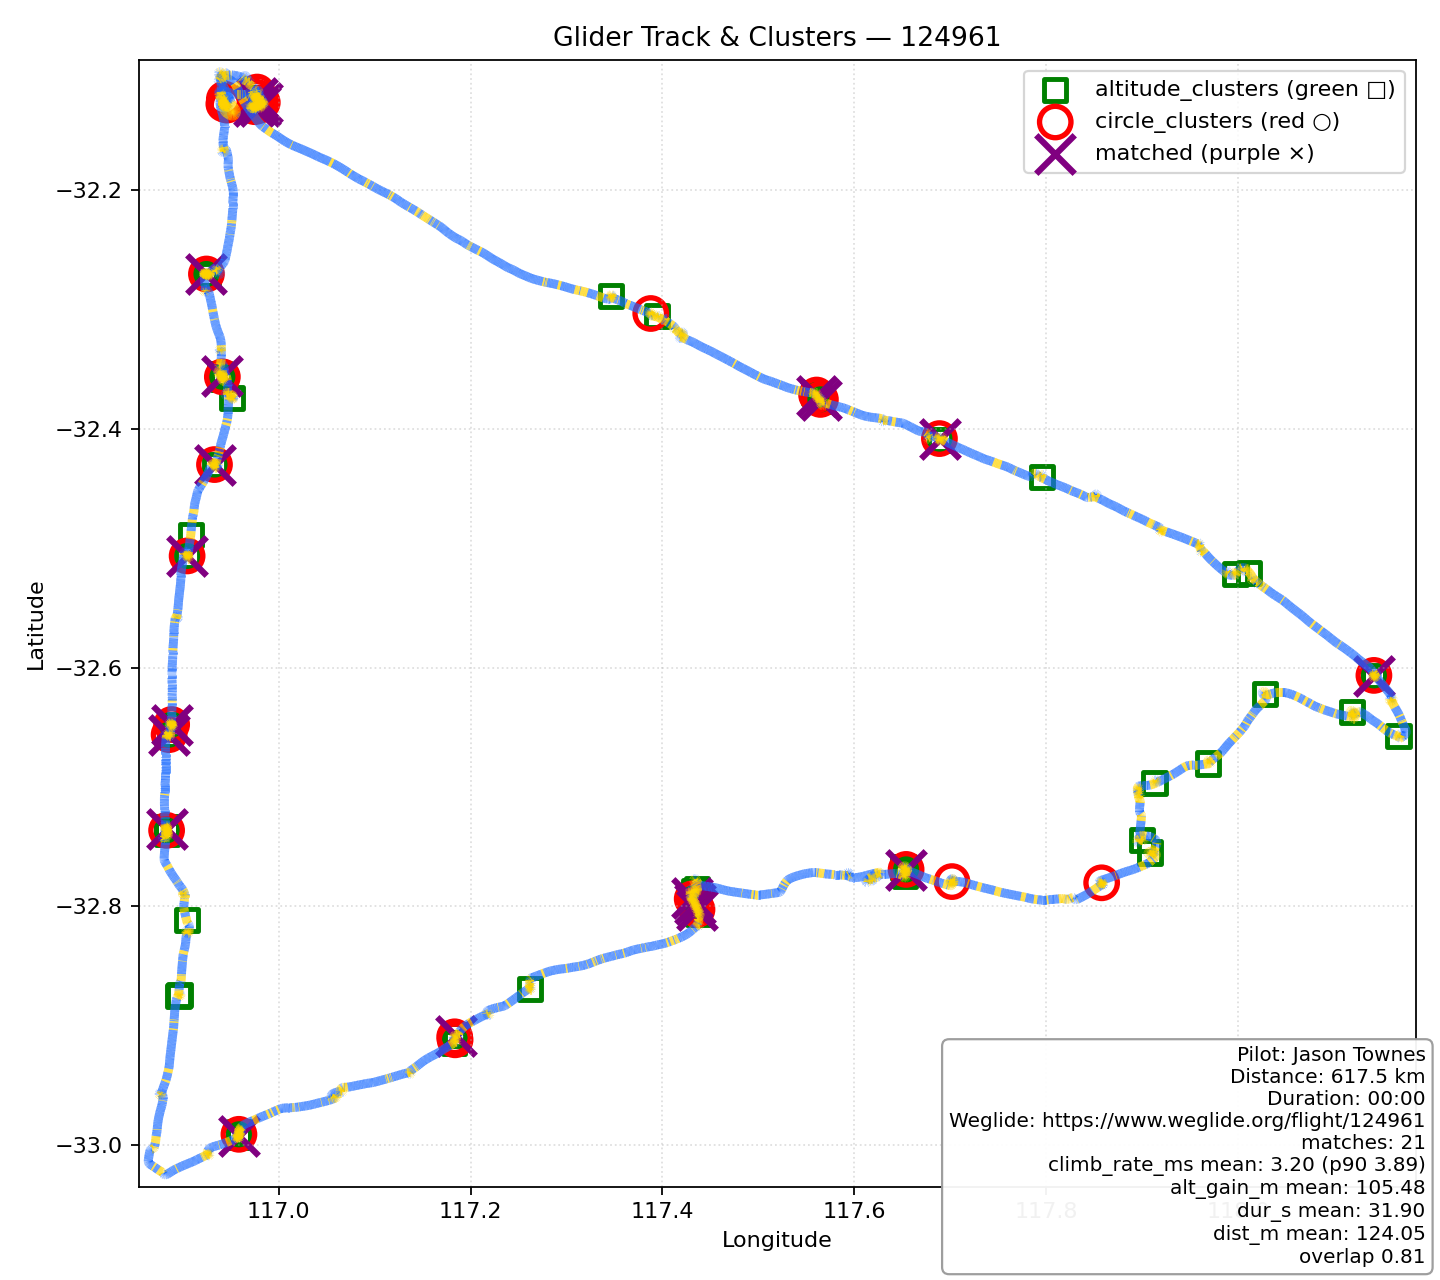 Glider Track & Clusters — 124961
altitude_clusters (green □)
circle_clusters (red ○)
matched (purple ×)
−32.2
−32.4
−32.6
−32.8
−33.0
Latitude
117.0
117.2
117.4
117.6
117.8
Longitude
Pilot: Jason Townes
Distance: 617.5 km
Duration: 00:00
Weglide: https://www.weglide.org/flight/124961
matches: 21
climb_rate_ms mean: 3.20 (p90 3.89)
alt_gain_m mean: 105.48
dur_s mean: 31.90
dist_m mean: 124.05
overlap 0.81